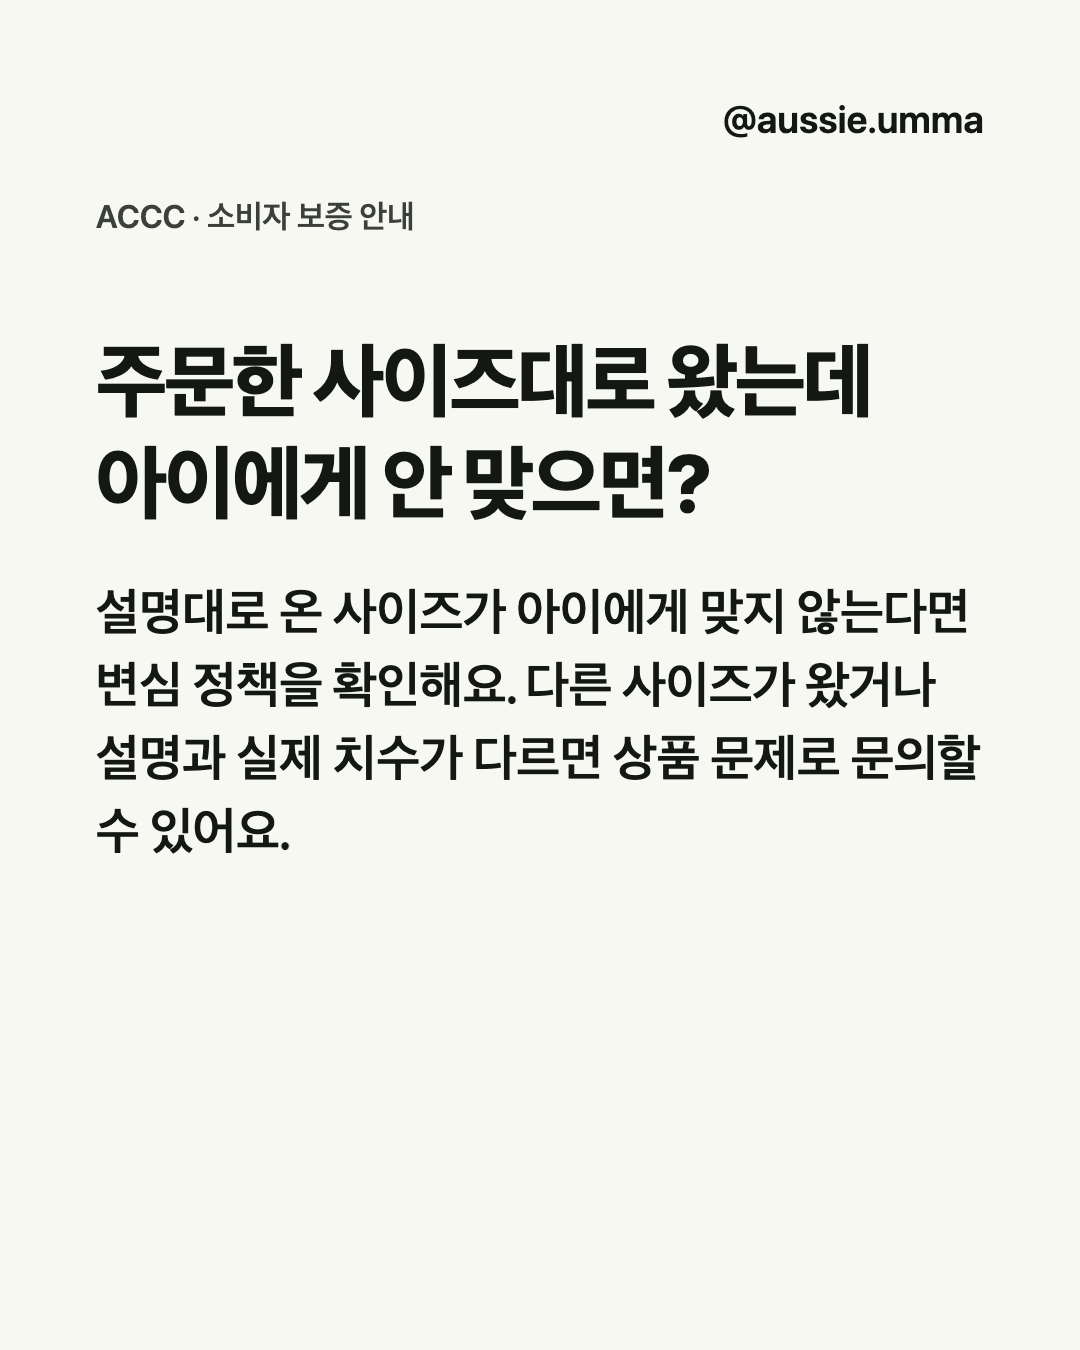 @aussie.umma
ACCC · 소비자 보증 안내
주문한 사이즈대로 왔는데
아이에게 안 맞으면?
설명대로 온 사이즈가 아이에게 맞지 않는다면
변심 정책을 확인해요. 다른 사이즈가 왔거나
설명과 실제 치수가 다르면 상품 문제로 문의할
수 있어요.